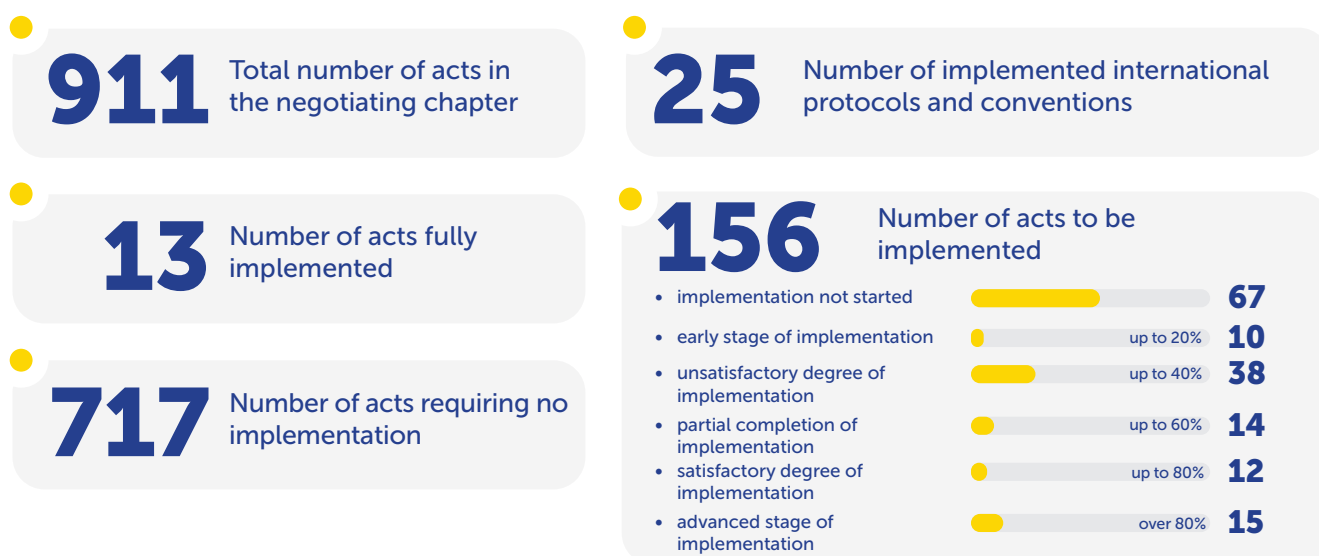 911
Total number of acts in
the negotiating chapter
13
Number of acts fully
implemented
717
Number of acts requiring no
implementation
25
Number of implemented international
protocols and conventions
156
Number of acts to be
implemented
• implementation not started 67
• early stage of implementation up to 20% 10
• unsatisfactory degree of up to 40% 38
implementation
• partial completion of up to 60% 14
implementation
• satisfactory degree of up to 80% 12
implementation
• advanced stage of over 80% 15
implementation